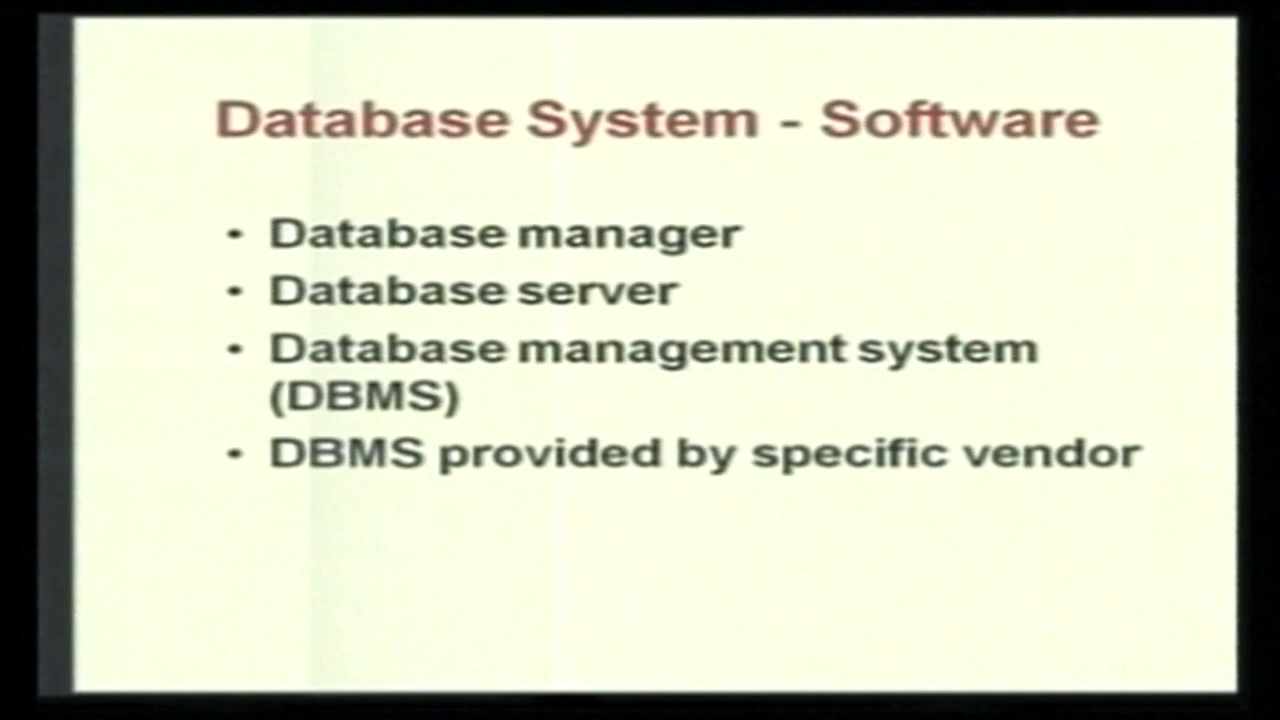 Database System - Software
• Database manager
• Database server
• Database management system
(DBMS)
• DBMS provided by specific vendor